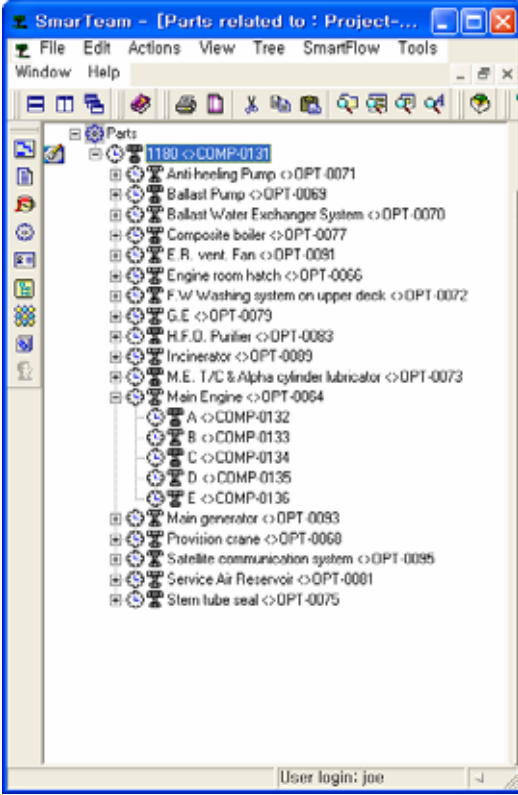 SmarTeam - [Parts related to : Project-...
File Edit Actions View Tree SmartFlow Tools
Window Help
Parts
1180 <>COMP-0131
Anti-heeling Pump <>OPT-0071
Ballast Pump <>OPT-0069
Ballast Water Exchanger System <>OPT-0070
Composite boiler <>OPT-0077
E.R. vent. Fan <>OPT-0091
Engine room hatch <>OPT-0066
F.W Washing system on upper deck <>OPT-0072
G.E <>OPT-0079
H.F.O. Purifier <>OPT-0083
Incinerator <>OPT-0089
M.E. T/C & Alpha cylinder lubricator <>OPT-0073
Main Engine <>OPT-0064
A <>COMP-0132
B <>COMP-0133
C <>COMP-0134
D <>COMP-0135
E <>COMP-0136
Main generator <>OPT-0093
Provision crane <>OPT-0068
Satellite communication system <>OPT-0095
Service Air Reservoir <>OPT-0081
Stern tube seal <>OPT-0075
User login: joe